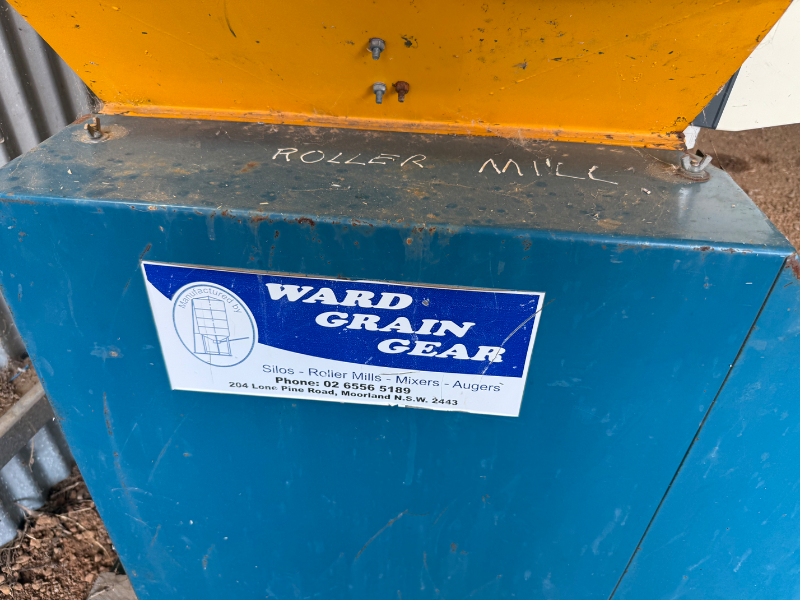 ROLLER MILL
Manufactured by
WARD
GRAIN
GEAR
Silos - Roller Mills - Mixers - Augers
Phone: 02 6556 5189
204 Lone Pine Road, Moorland N.S.W. 2443